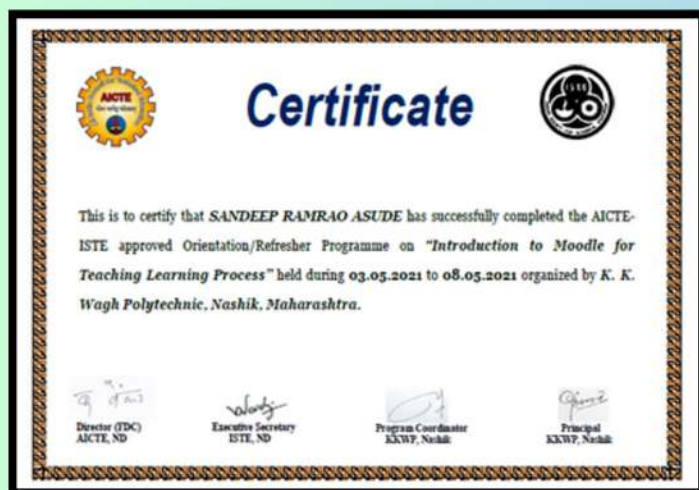 AICTE
Certificate
ISTE
This is to certify that SANDEEP RAMRAO ASUDE has successfully completed the AICTE-
ISTE approved Orientation/Refresher Programme on "Introduction to Moodle for
Teaching Learning Process" held during 03.05.2021 to 08.05.2021 organized by K. K.
Wagh Polytechnic, Nashik, Maharashtra.
Director (FDC)
AICTE, ND
Executive Secretary
ISTE, ND
Program Coordinator
KKWP, Nashik
Principal
KKWP, Nashik